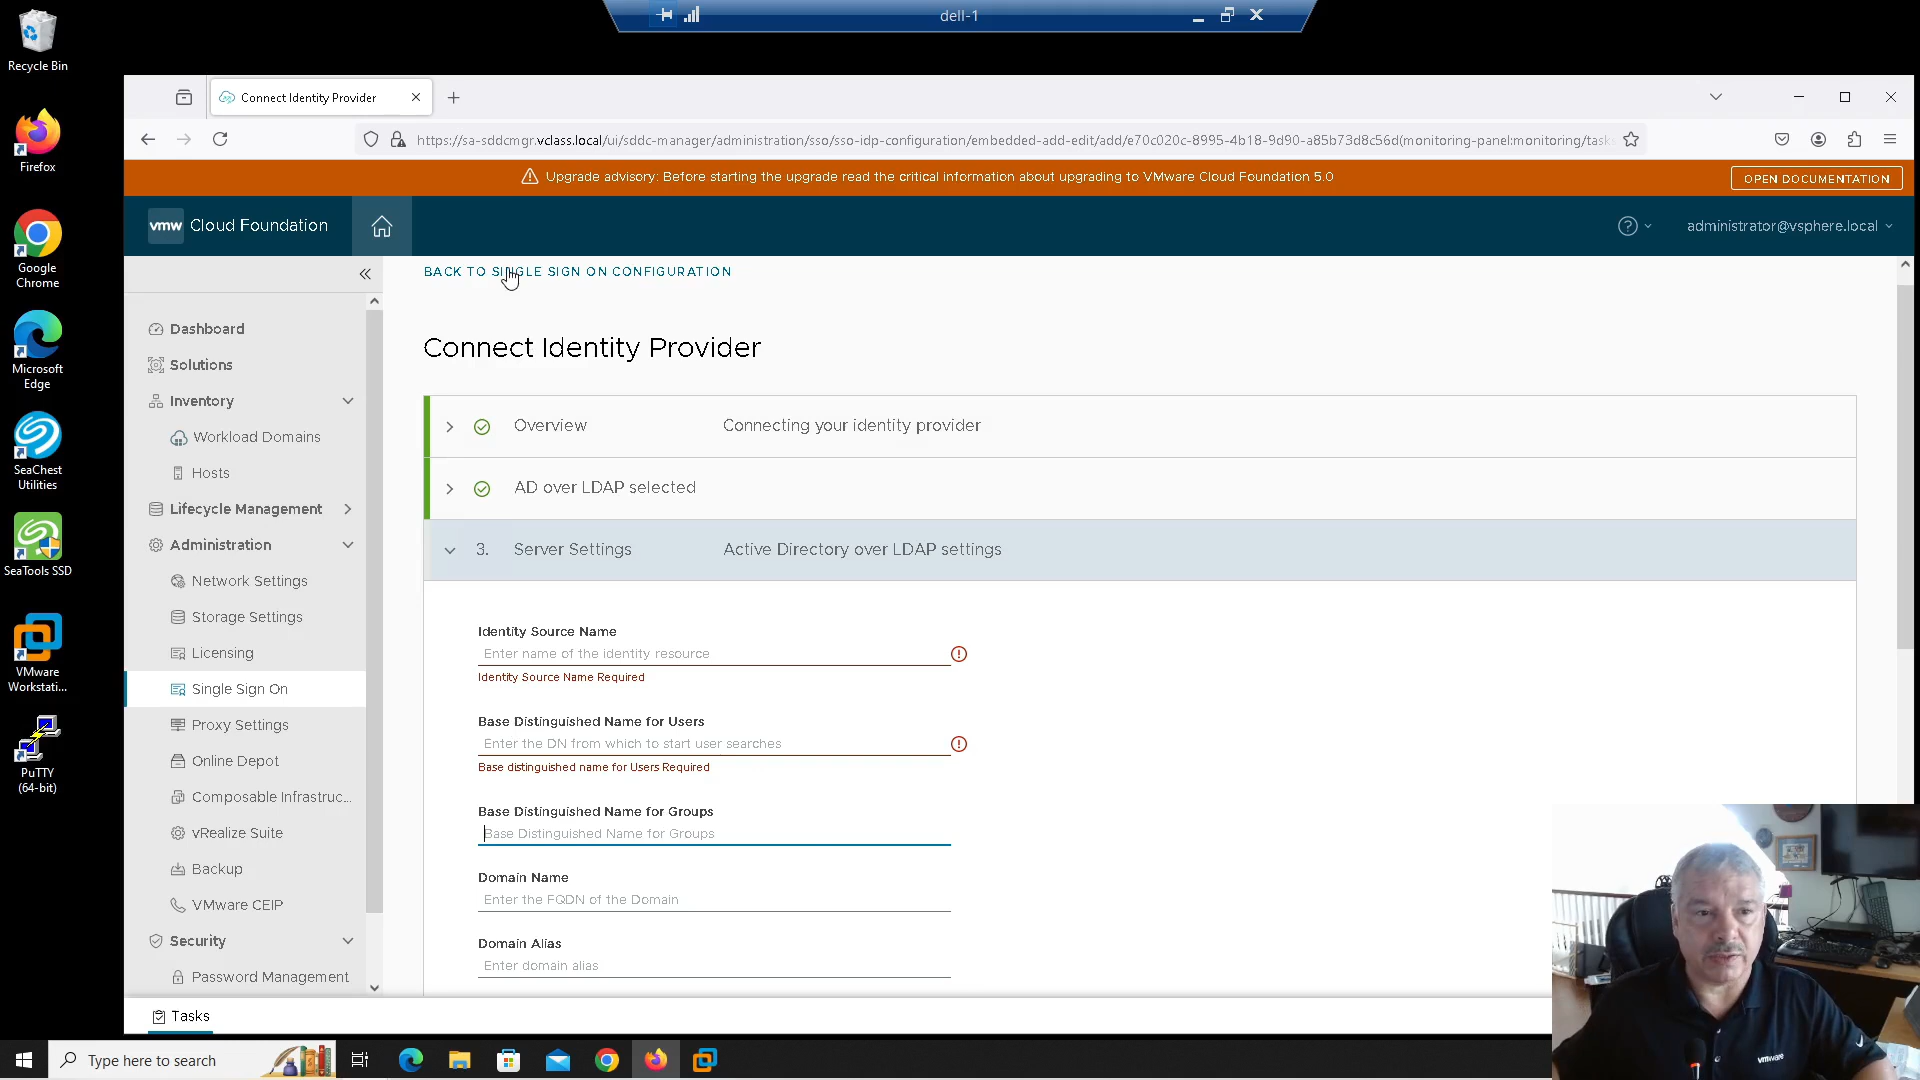 dell-1
Recycle Bin
Firefox
Google
Chrome
Microsoft
Edge
SeaChest
Utilities
SeaTools SSD
VMware
Workstati...
PuTTY
(64-bit)
Connect Identity Provider
https://sa-sddcmgr.vclass.local/ui/sddc-manager/administration/sso/sso-idp-configuration/embedded-add-edit/add/e70c020c-8995-4b18-9d90-a85b73d8c56d(monitoring-panel:monitoring/task
Upgrade advisory: Before starting the upgrade read the critical information about upgrading to VMware Cloud Foundation 5.0
OPEN DOCUMENTATION
vmw Cloud Foundation
administrator@vsphere.local
Dashboard
Solutions
Inventory
Workload Domains
Hosts
Lifecycle Management
Administration
Network Settings
Storage Settings
Licensing
Single Sign On
Proxy Settings
Online Depot
Composable Infrastruc...
vRealize Suite
Backup
VMware CEIP
Security
Password Management
BACK TO SINGLE SIGN ON CONFIGURATION
Connect Identity Provider
Overview Connecting your identity provider
AD over LDAP selected
3. Server Settings Active Directory over LDAP settings
Identity Source Name
Enter name of the identity resource
Identity Source Name Required
Base Distinguished Name for Users
Enter the DN from which to start user searches
Base distinguished name for Users Required
Base Distinguished Name for Groups
Base Distinguished Name for Groups
Domain Name
Enter the FQDN of the Domain
Domain Alias
Enter domain alias
Tasks
Type here to search
vmware